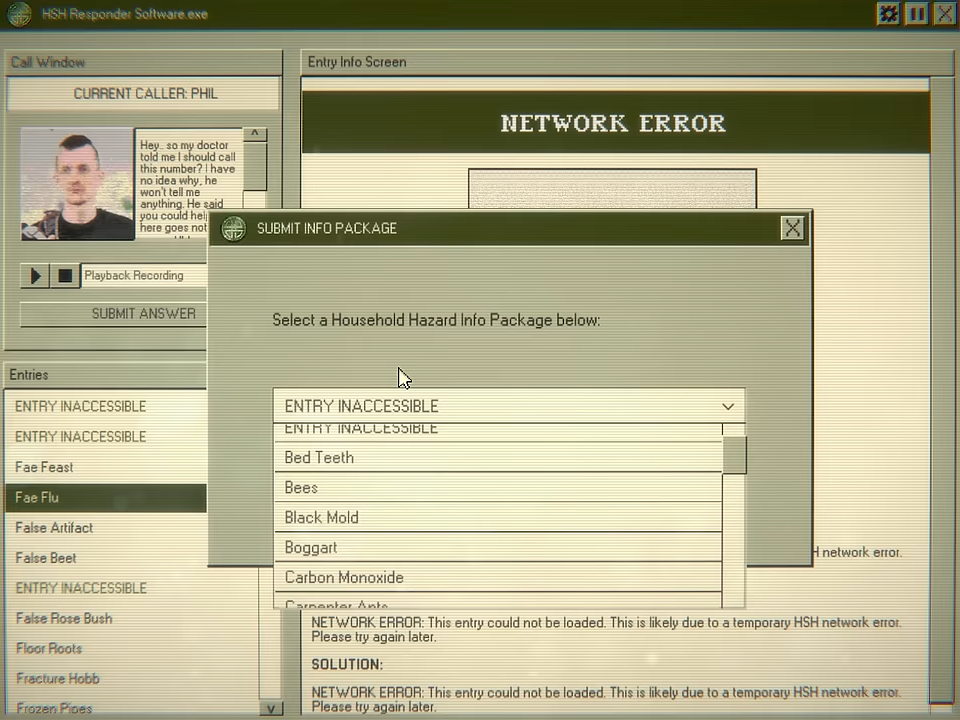 HSH Responder Software.exe
Call Window
CURRENT CALLER: PHIL
Hey.. so my doctor
told me I should call
this number? I have
no idea why, he
won't tell me
anything. He said
you could
here goes not
Playback Recording
SUBMIT ANSWER
Entries
ENTRY INACCESSIBLE
ENTRY INACCESSIBLE
Fae Feast
Fae Flu
False Artifact
False Beet
ENTRY INACCESSIBLE
False Rose Bush
Floor Roots
Fracture Hobb
Frozen Pipes
Entry Info Screen
NETWORK ERROR
SUBMIT INFO PACKAGE
Select a Household Hazard Info Package below:
ENTRY INACCESSIBLE
ENTRY INACCESSIBLE
Bed Teeth
Bees
Black Mold
Boggart
Carbon Monoxide
Carpenter Ants
HSH network error.
NETWORK ERROR: This entry could not be loaded. This is likely due to a temporary HSH network error.
Please try again later.
SOLUTION:
NETWORK ERROR: This entry could not be loaded. This is likely due to a temporary HSH network error.
Please try again later.